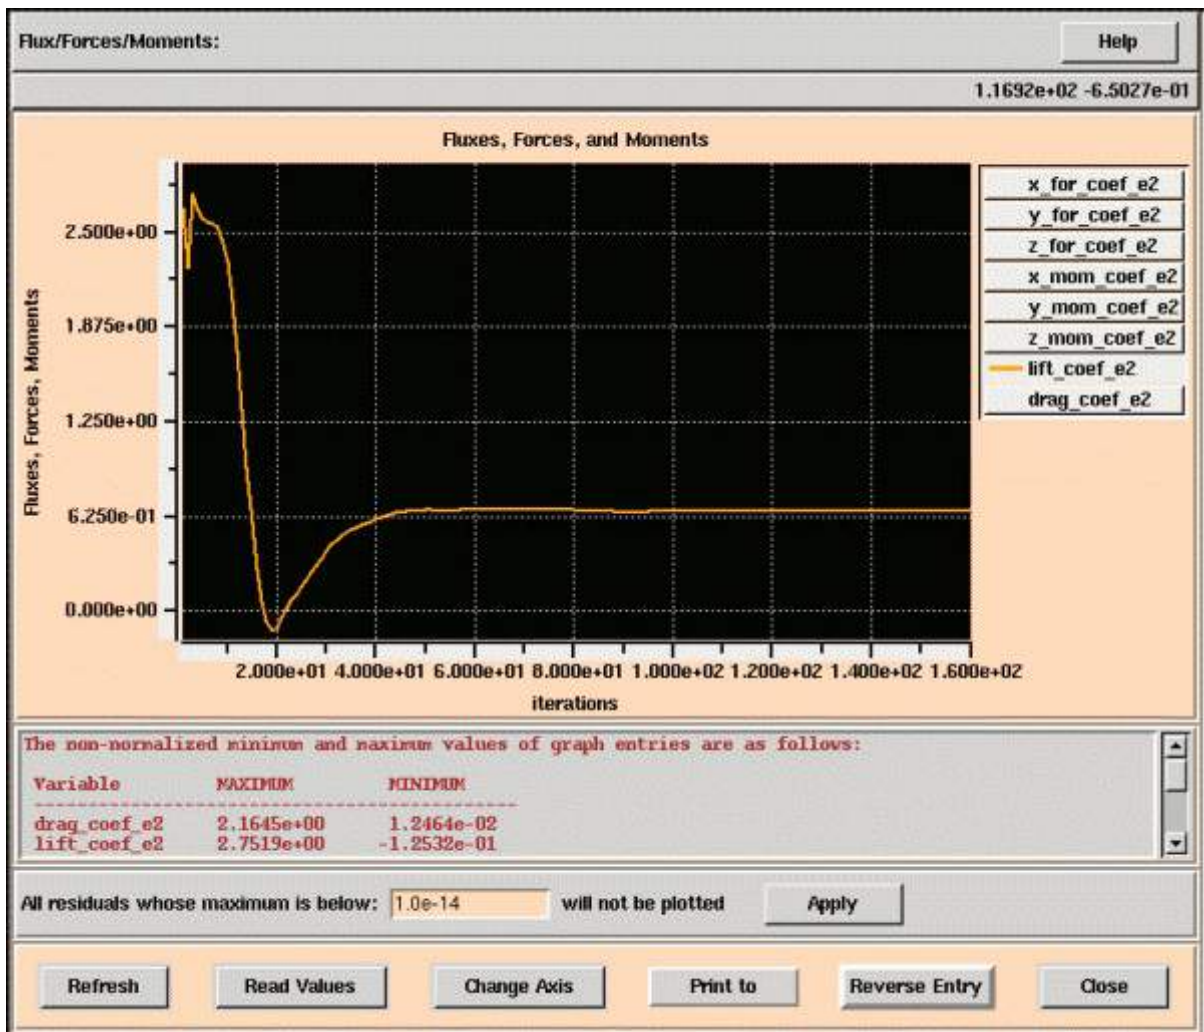 Flux/Forces/Moments:
Help
1.1692e+02 -6.5027e-01
Fluxes, Forces, and Moments
Fluxes, Forces, Moments
2.500e+00
1.875e+00
1.250e+00
6.250e-01
0.000e+00
2.000e+01 4.000e+01 6.000e+01 8.000e+01 1.000e+02 1.200e+02 1.400e+02 1.600e+02
iterations
x_for_coef_e2
y_for_coef_e2
z_for_coef_e2
x_mom_coef_e2
y_mom_coef_e2
z_mom_coef_e2
lift_coef_e2
drag_coef_e2
The non-normalized minimum and maximum values of graph entries are as follows:
Variable MAXIMUM MINIMUM
------------------------------------------------
drag_coef_e2 2.1645e+00 1.2464e-02
lift_coef_e2 2.7519e+00 -1.2532e-01
All residuals whose maximum is below: 1.0e-14 will not be plotted Apply
Refresh Read Values Change Axis Print to Reverse Entry Close